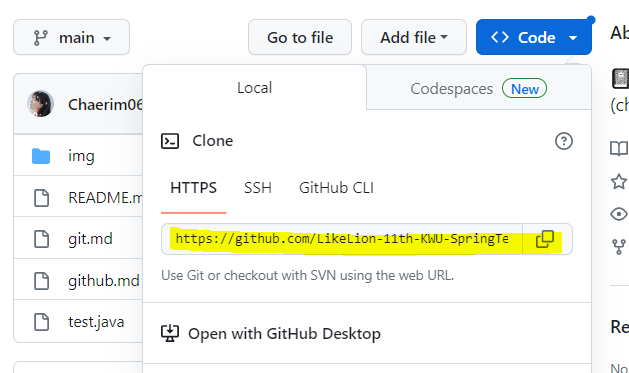 main
Go to file
Add file
<> Code
Ab
Local
Codespaces New
Chaerim06
(ch
Clone
img
HTTPS SSH GitHub CLI
README.m
https://github.com/LikeLion-11th-KWU-SpringTe
git.md
Use Git or checkout with SVN using the web URL.
github.md
test.java
Open with GitHub Desktop
Re
No